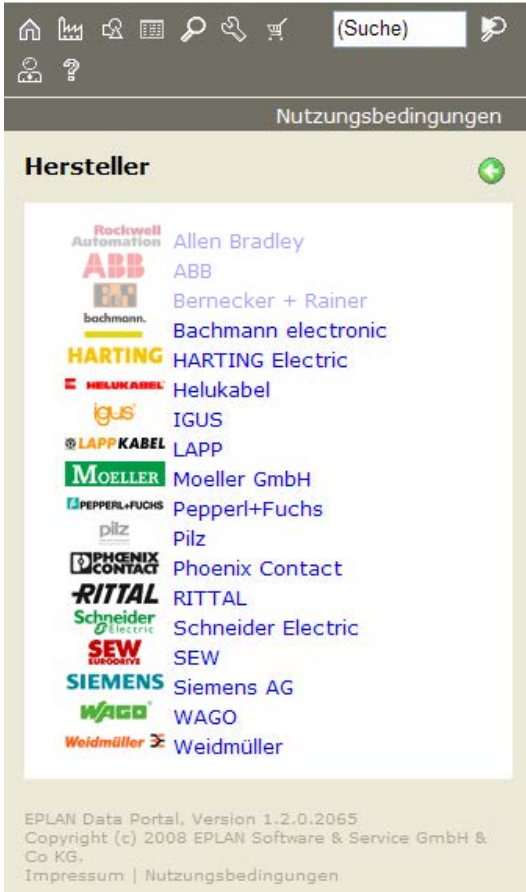 (Suche)
Nutzungsbedingungen
Hersteller
Rockwell Automation Allen Bradley
ABB ABB
B&R Bernecker + Rainer
bachmann. Bachmann electronic
HARTING HARTING Electric
HELUKABEL Helukabel
igus IGUS
LAPP KABEL LAPP
MOELLER Moeller GmbH
PEPPERL+FUCHS Pepperl+Fuchs
pilz Pilz
PHŒNIX CONTACT Phoenix Contact
RITTAL RITTAL
Schneider Electric Schneider Electric
SEW EURODRIVE SEW
SIEMENS Siemens AG
WAGO WAGO
Weidmüller Weidmüller
EPLAN Data Portal, Version 1.2.0.2065
Copyright (c) 2008 EPLAN Software & Service GmbH &
Co KG.
Impressum | Nutzungsbedingungen